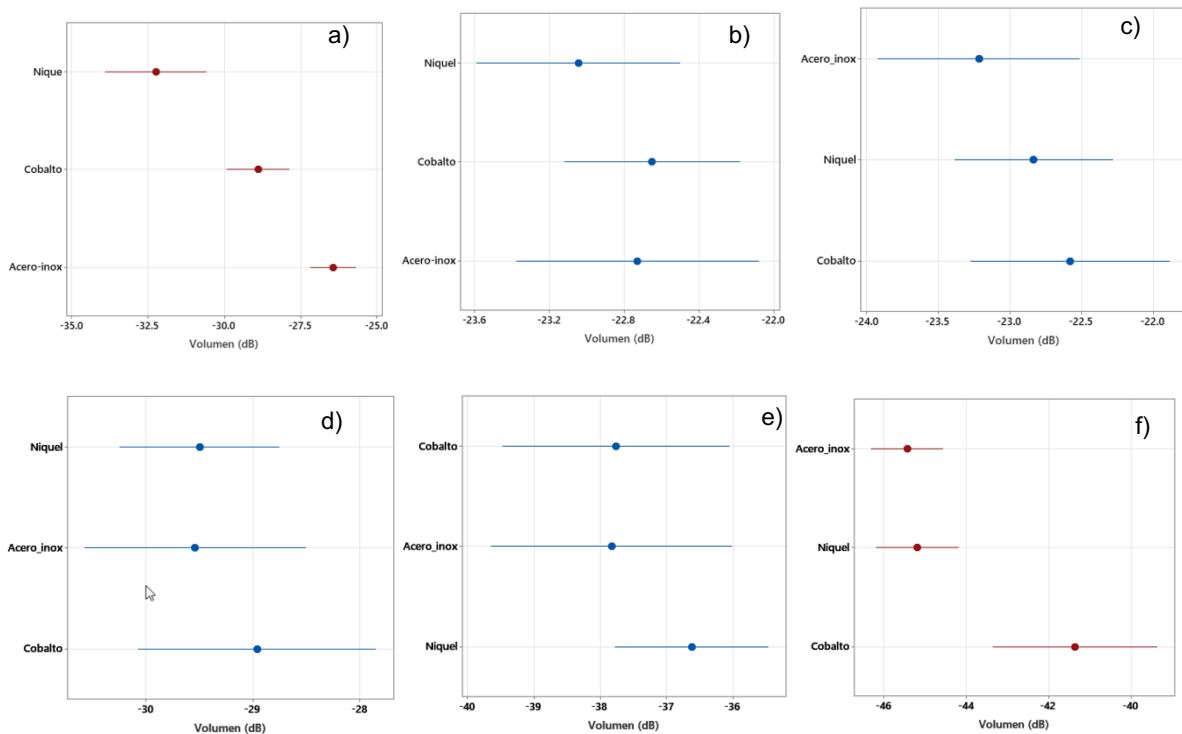 a)
Nique
Cobalto
Acero-inox
-35.0 -32.5 -30.0 -27.5 -25.0
Volumen (dB)
b)
Niquel
Cobalto
Acero-inox
-23.6 -23.2 -22.8 -22.4 -22.0
Volumen (dB)
c)
Acero_inox
Niquel
Cobalto
-24.0 -23.5 -23.0 -22.5 -22.0
Volumen (dB)
d)
Niquel
Acero_inox
Cobalto
-30 -29 -28
Volumen (dB)
e)
Cobalto
Acero_inox
Niquel
-40 -39 -38 -37 -36
Volumen (dB)
f)
Acero_inox
Niquel
Cobalto
-46 -44 -42 -40
Volumen (dB)